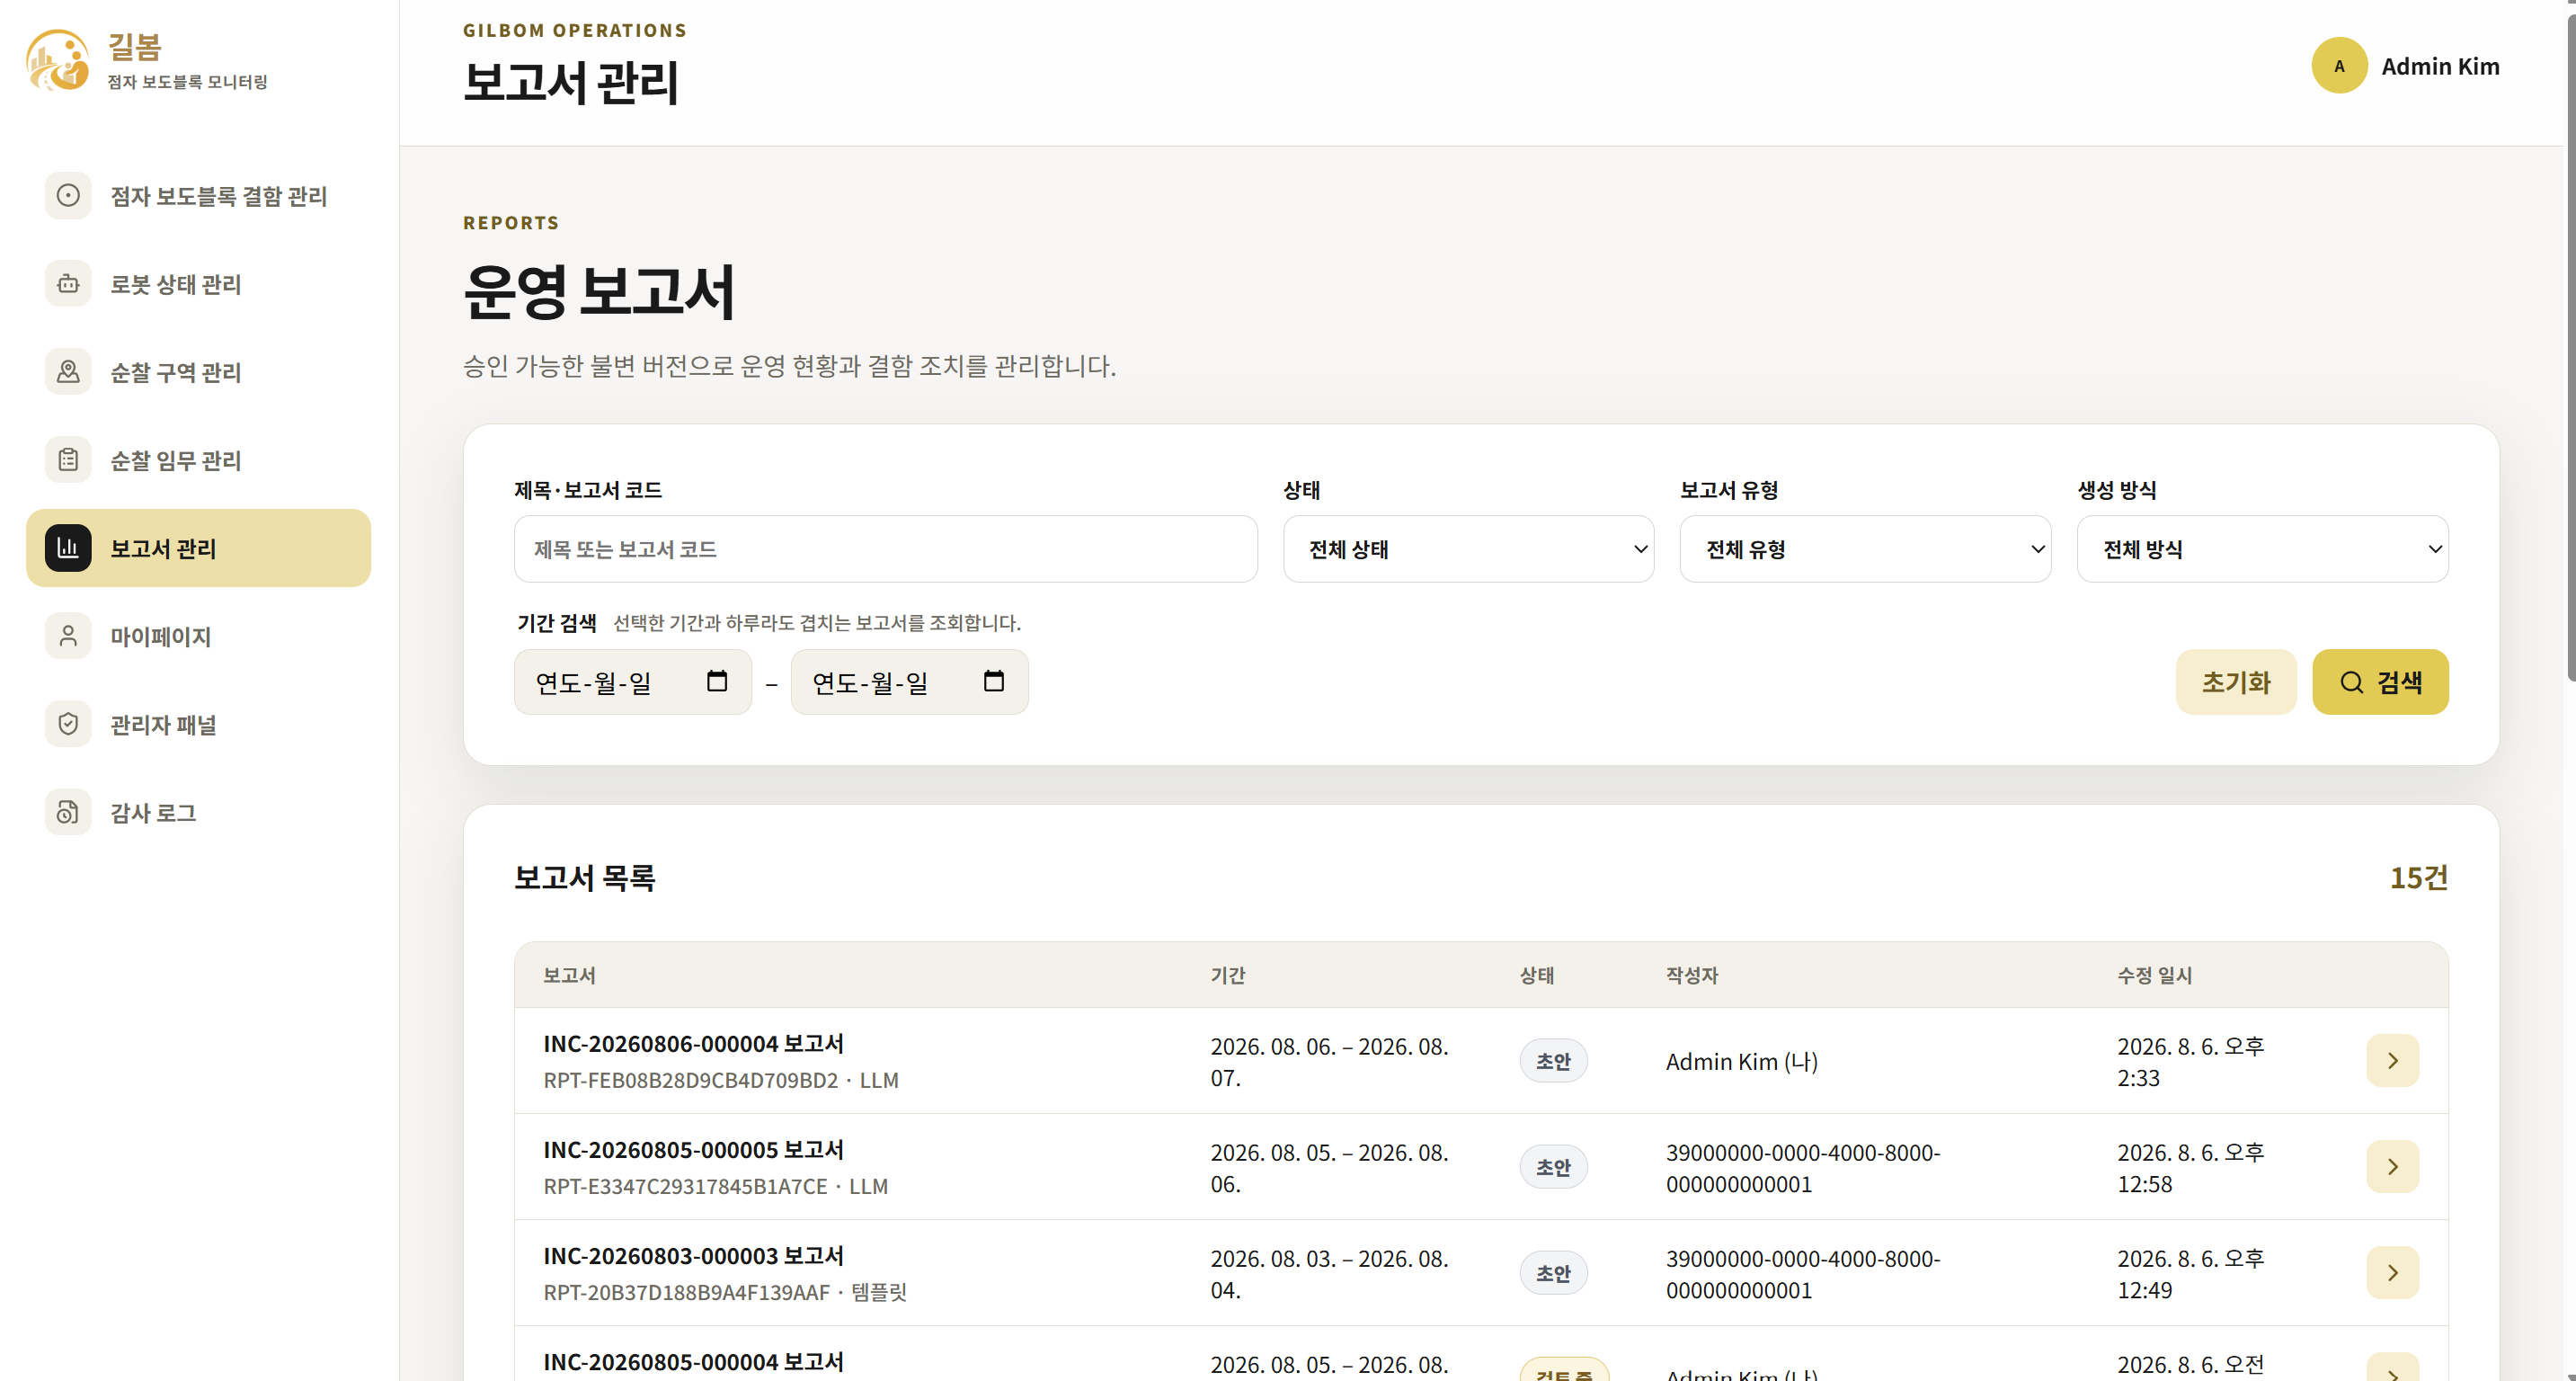 길봄
점자 보도블록 모니터링
점자 보도블록 결함 관리
로봇 상태 관리
순찰 구역 관리
순찰 임무 관리
보고서 관리
마이페이지
관리자 패널
감사 로그
GILBOM OPERATIONS
보고서 관리
A
Admin Kim
REPORTS
운영 보고서
승인 가능한 불변 버전으로 운영 현황과 결함 조치를 관리합니다.
제목·보고서 코드
상태
보고서 유형
생성 방식
제목 또는 보고서 코드
전체 상태
전체 유형
전체 방식
기간 검색 선택한 기간과 하루라도 겹치는 보고서를 조회합니다.
연도-월-일 – 연도-월-일
초기화
검색
보고서 목록
15건
보고서 기간 상태 작성자 수정 일시
INC-20260806-000004 보고서
RPT-FEB08B28D9CB4D709BD2 · LLM
2026. 08. 06. – 2026. 08.
07.
초안
Admin Kim (나)
2026. 8. 6. 오후
2:33
INC-20260805-000005 보고서
RPT-E3347C29317845B1A7CE · LLM
2026. 08. 05. – 2026. 08.
06.
초안
39000000-0000-4000-8000-
000000000001
2026. 8. 6. 오후
12:58
INC-20260803-000003 보고서
RPT-20B37D188B9A4F139AAF · 템플릿
2026. 08. 03. – 2026. 08.
04.
초안
39000000-0000-4000-8000-
000000000001
2026. 8. 6. 오후
12:49
INC-20260805-000004 보고서
2026. 08. 05. – 2026. 08.
검토 중
Admin Kim (나)
2026. 8. 6. 오전